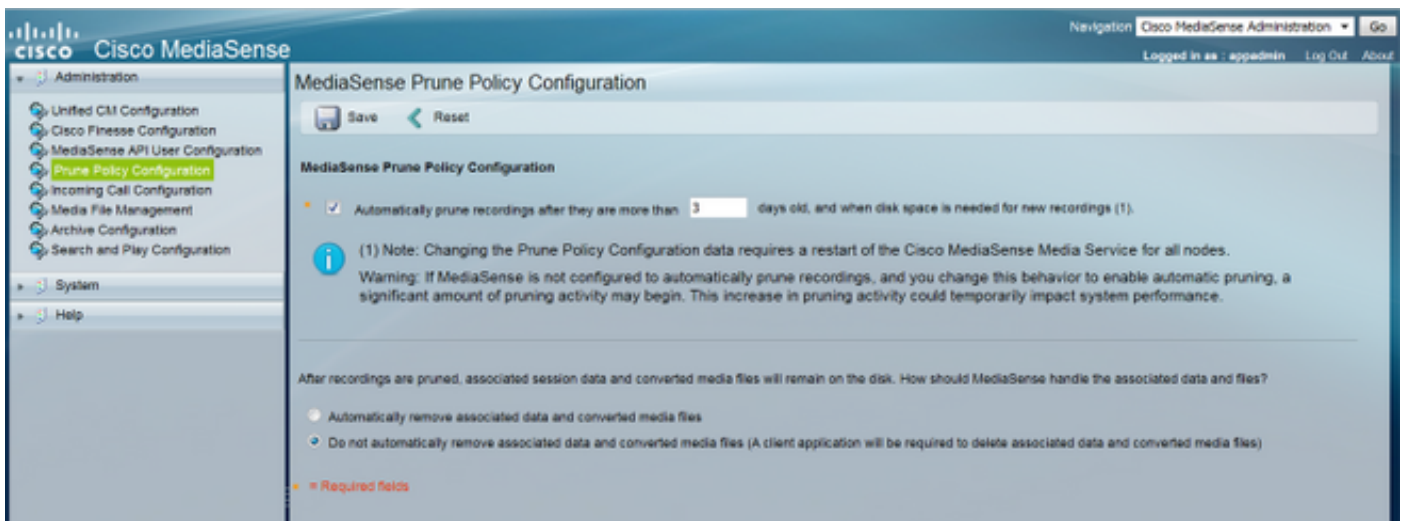 Navigation Cisco MediaSense Administration Go
CISCO Cisco MediaSense
Logged in as : appadmin Log Out About
Administration
Unified CM Configuration
Cisco Finesse Configuration
MediaSense API User Configuration
Prune Policy Configuration
Incoming Call Configuration
Media File Management
Archive Configuration
Search and Play Configuration
System
Help
MediaSense Prune Policy Configuration
Save Reset
MediaSense Prune Policy Configuration
* Automatically prune recordings after they are more than 3 days old, and when disk space is needed for new recordings (1).
(1) Note: Changing the Prune Policy Configuration data requires a restart of the Cisco MediaSense Media Service for all nodes.
Warning: If MediaSense is not configured to automatically prune recordings, and you change this behavior to enable automatic pruning, a
significant amount of pruning activity may begin. This increase in pruning activity could temporarily impact system performance.
After recordings are pruned, associated session data and converted media files will remain on the disk. How should MediaSense handle the associated data and files?
Automatically remove associated data and converted media files
Do not automatically remove associated data and converted media files (A client application will be required to delete associated data and converted media files)
* = Required fields